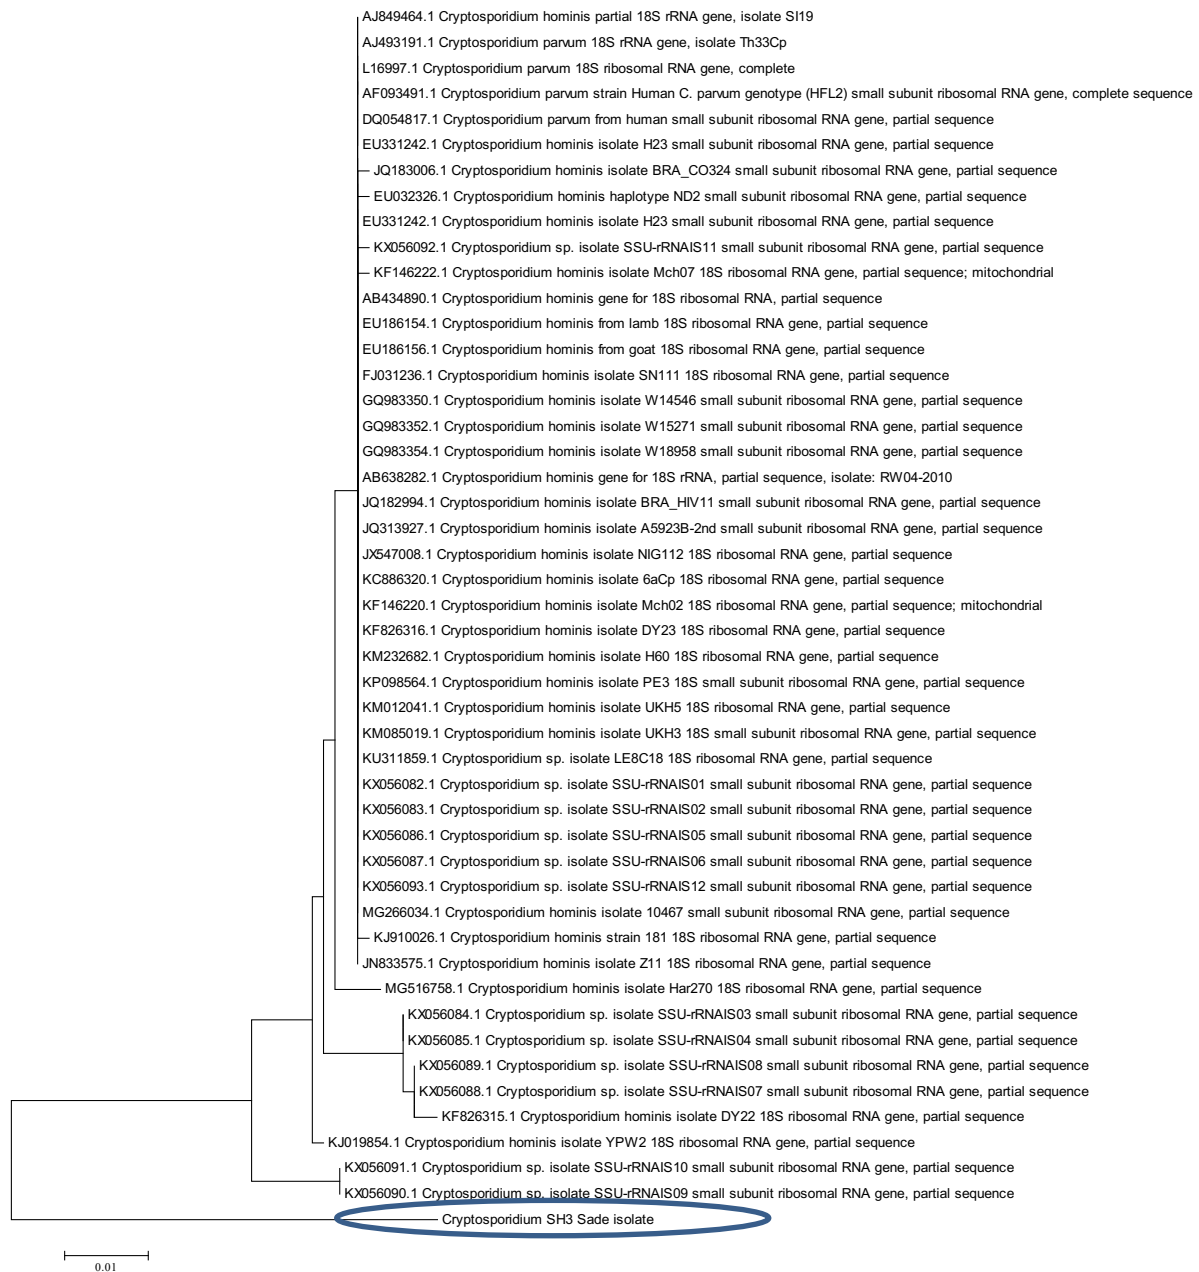 AJ849464.1 Cryptosporidium hominis partial 18S rRNA gene, isolate SI19
AJ493191.1 Cryptosporidium parvum 18S rRNA gene, isolate Th33Cp
L16997.1 Cryptosporidium parvum 18S ribosomal RNA gene, complete
AF093491.1 Cryptosporidium parvum strain Human C. parvum genotype (HFL2) small subunit ribosomal RNA gene, complete sequence
DQ054817.1 Cryptosporidium parvum from human small subunit ribosomal RNA gene, partial sequence
EU331242.1 Cryptosporidium hominis isolate H23 small subunit ribosomal RNA gene, partial sequence
JQ183006.1 Cryptosporidium hominis isolate BRA_CO324 small subunit ribosomal RNA gene, partial sequence
EU032326.1 Cryptosporidium hominis haplotype ND2 small subunit ribosomal RNA gene, partial sequence
EU331242.1 Cryptosporidium hominis isolate H23 small subunit ribosomal RNA gene, partial sequence
KX056092.1 Cryptosporidium sp. isolate SSU-rRNAIS11 small subunit ribosomal RNA gene, partial sequence
KF146222.1 Cryptosporidium hominis isolate Mch07 18S ribosomal RNA gene, partial sequence; mitochondrial
AB434890.1 Cryptosporidium hominis gene for 18S ribosomal RNA, partial sequence
EU186154.1 Cryptosporidium hominis from lamb 18S ribosomal RNA gene, partial sequence
EU186156.1 Cryptosporidium hominis from goat 18S ribosomal RNA gene, partial sequence
FJ031236.1 Cryptosporidium hominis isolate SN111 18S ribosomal RNA gene, partial sequence
GQ983350.1 Cryptosporidium hominis isolate W14546 small subunit ribosomal RNA gene, partial sequence
GQ983352.1 Cryptosporidium hominis isolate W15271 small subunit ribosomal RNA gene, partial sequence
GQ983354.1 Cryptosporidium hominis isolate W18958 small subunit ribosomal RNA gene, partial sequence
AB638282.1 Cryptosporidium hominis gene for 18S rRNA, partial sequence, isolate: RW04-2010
JQ182994.1 Cryptosporidium hominis isolate BRA_HIV11 small subunit ribosomal RNA gene, partial sequence
JQ313927.1 Cryptosporidium hominis isolate A5923B-2nd small subunit ribosomal RNA gene, partial sequence
JX547008.1 Cryptosporidium hominis isolate NIG112 18S ribosomal RNA gene, partial sequence
KC886320.1 Cryptosporidium hominis isolate 6aCp 18S ribosomal RNA gene, partial sequence
KF146220.1 Cryptosporidium hominis isolate Mch02 18S ribosomal RNA gene, partial sequence; mitochondrial
KF826316.1 Cryptosporidium hominis isolate DY23 18S ribosomal RNA gene, partial sequence
KM232682.1 Cryptosporidium hominis isolate H60 18S ribosomal RNA gene, partial sequence
KP098564.1 Cryptosporidium hominis isolate PE3 18S small subunit ribosomal RNA gene, partial sequence
KM012041.1 Cryptosporidium hominis isolate UKH5 18S ribosomal RNA gene, partial sequence
KM085019.1 Cryptosporidium hominis isolate UKH3 18S small subunit ribosomal RNA gene, partial sequence
KU311859.1 Cryptosporidium sp. isolate LE8C18 18S ribosomal RNA gene, partial sequence
KX056082.1 Cryptosporidium sp. isolate SSU-rRNAIS01 small subunit ribosomal RNA gene, partial sequence
KX056083.1 Cryptosporidium sp. isolate SSU-rRNAIS02 small subunit ribosomal RNA gene, partial sequence
KX056086.1 Cryptosporidium sp. isolate SSU-rRNAIS05 small subunit ribosomal RNA gene, partial sequence
KX056087.1 Cryptosporidium sp. isolate SSU-rRNAIS06 small subunit ribosomal RNA gene, partial sequence
KX056093.1 Cryptosporidium sp. isolate SSU-rRNAIS12 small subunit ribosomal RNA gene, partial sequence
MG266034.1 Cryptosporidium hominis isolate 10467 small subunit ribosomal RNA gene, partial sequence
KJ910026.1 Cryptosporidium hominis strain 181 18S ribosomal RNA gene, partial sequence
JN833575.1 Cryptosporidium hominis isolate Z11 18S ribosomal RNA gene, partial sequence
MG516758.1 Cryptosporidium hominis isolate Har270 18S ribosomal RNA gene, partial sequence
KX056084.1 Cryptosporidium sp. isolate SSU-rRNAIS03 small subunit ribosomal RNA gene, partial sequence
KX056085.1 Cryptosporidium sp. isolate SSU-rRNAIS04 small subunit ribosomal RNA gene, partial sequence
KX056089.1 Cryptosporidium sp. isolate SSU-rRNAIS08 small subunit ribosomal RNA gene, partial sequence
KX056088.1 Cryptosporidium sp. isolate SSU-rRNAIS07 small subunit ribosomal RNA gene, partial sequence
KF826315.1 Cryptosporidium hominis isolate DY22 18S ribosomal RNA gene, partial sequence
KJ019854.1 Cryptosporidium hominis isolate YPW2 18S ribosomal RNA gene, partial sequence
KX056091.1 Cryptosporidium sp. isolate SSU-rRNAIS10 small subunit ribosomal RNA gene, partial sequence
KX056090.1 Cryptosporidium sp. isolate SSU-rRNAIS09 small subunit ribosomal RNA gene, partial sequence
Cryptosporidium SH3 Sade isolate
0.01